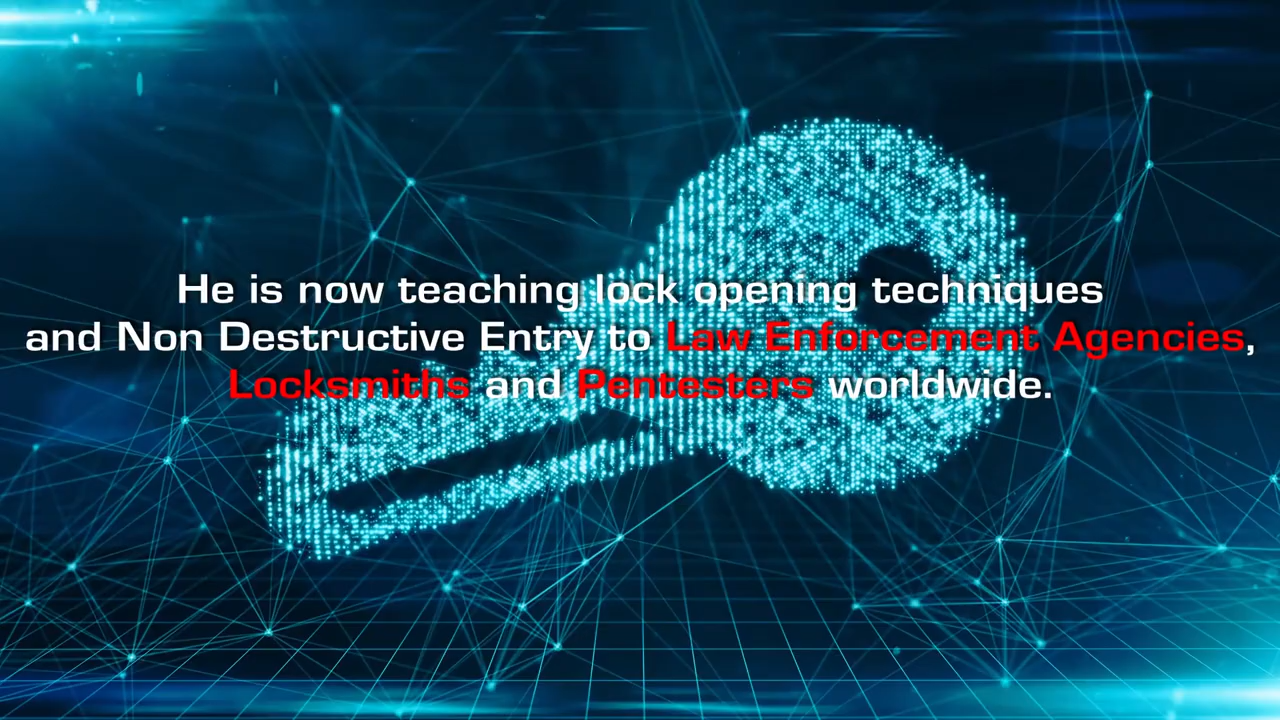 He is now teaching lock opening techniques
and Non Destructive Entry to Law Enforcement Agencies,
Locksmiths and Pentesters worldwide.